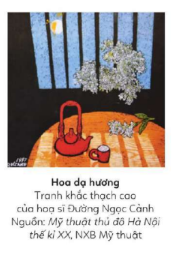 Hoa dạ hương
Tranh khắc thạch cao
của hoạ sĩ Đường Ngọc Cảnh
Nguồn: Mỹ thuật thủ đô Hà Nội
thế kỉ XX, NXB Mỹ thuật